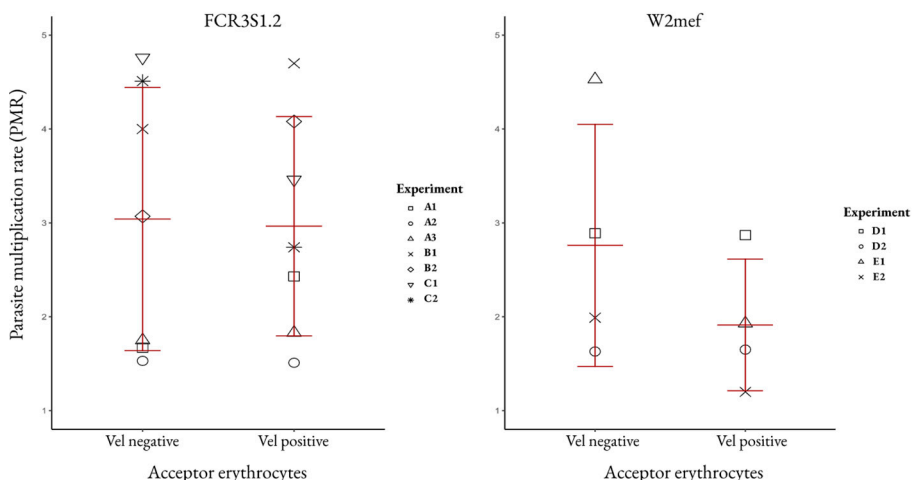 FCR3S1.2
Parasite multiplication rate (PMR)
5
4
3
2
1
Vel negative
Vel positive
Acceptor erythrocytes
Experiment
A1
A2
A3
B1
B2
C1
C2
W2mef
5
4
3
2
1
Vel negative
Vel positive
Acceptor erythrocytes
Experiment
D1
D2
E1
E2